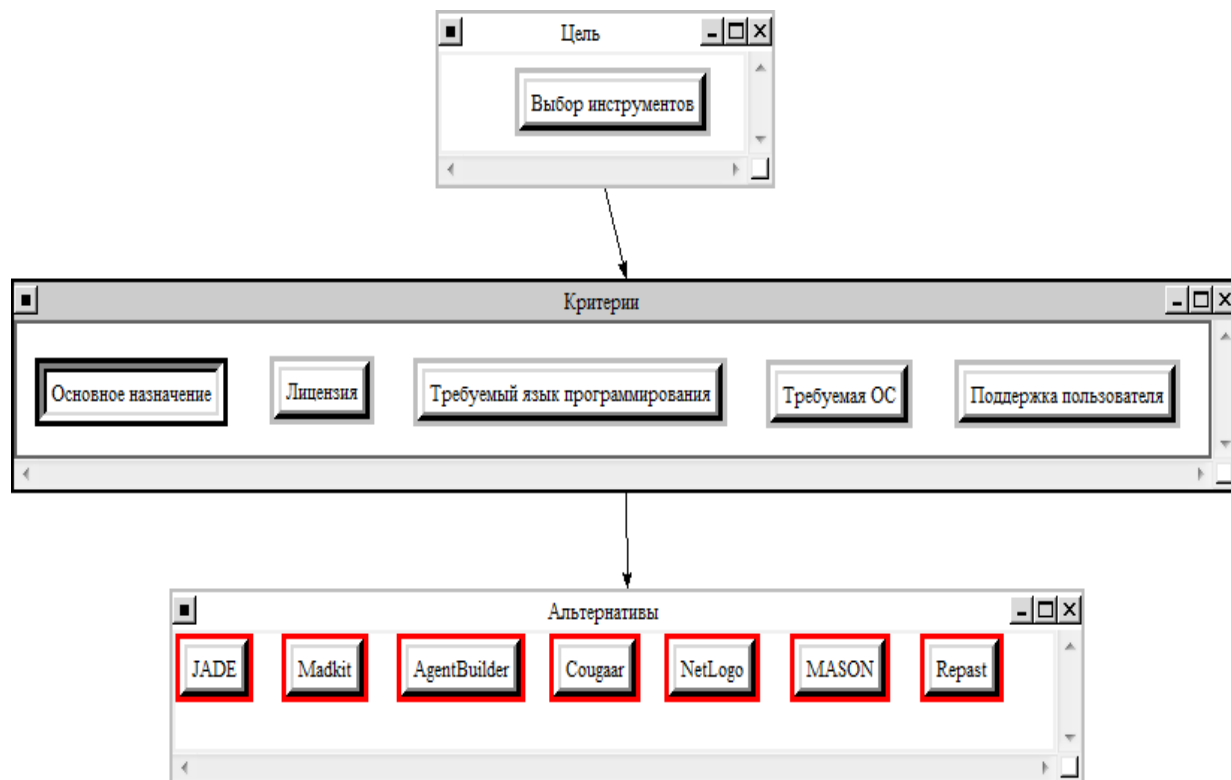 Цель
Выбор инструментов
Критерии
Основное назначение
Лицензия
Требуемый язык программирования
Требуемая ОС
Поддержка пользователя
Альтернативы
JADE
Madkit
AgentBuilder
Cougaar
NetLogo
MASON
Repast